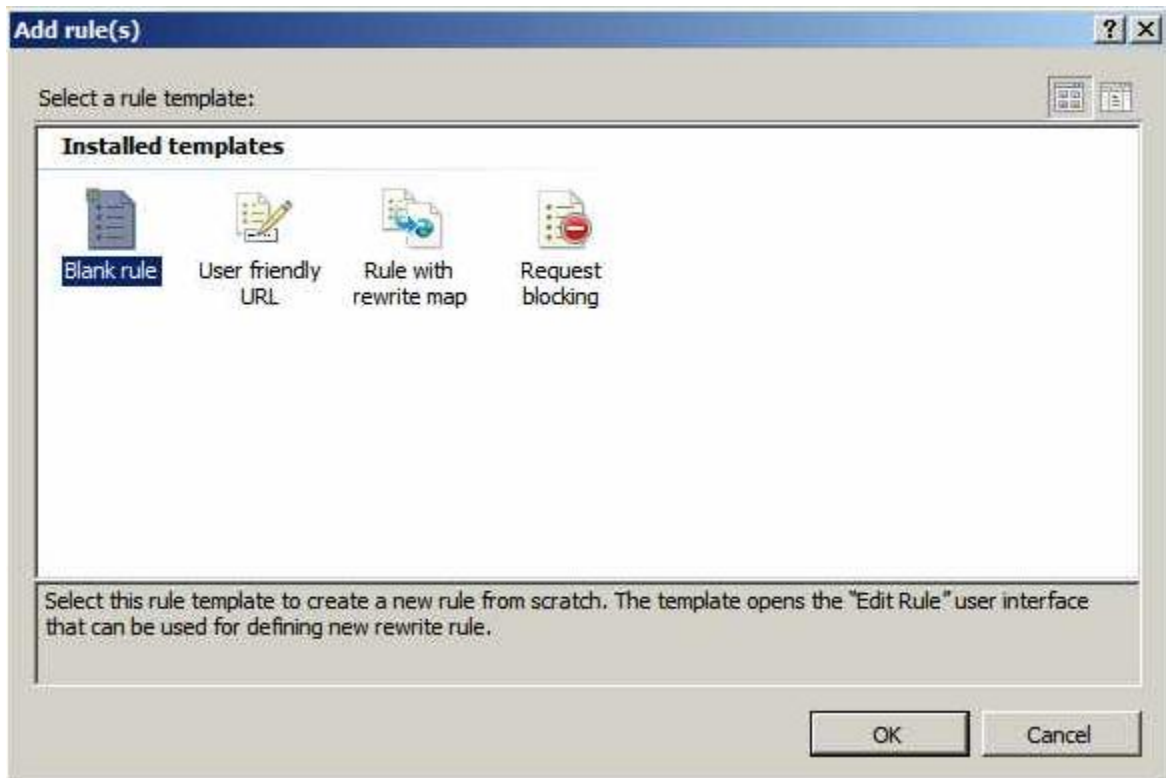 Add rule(s)
Select a rule template:
Installed templates
Blank rule
User friendly
URL
Rule with
rewrite map
Request
blocking
Select this rule template to create a new rule from scratch. The template opens the "Edit Rule" user interface
that can be used for defining new rewrite rule.
OK
Cancel